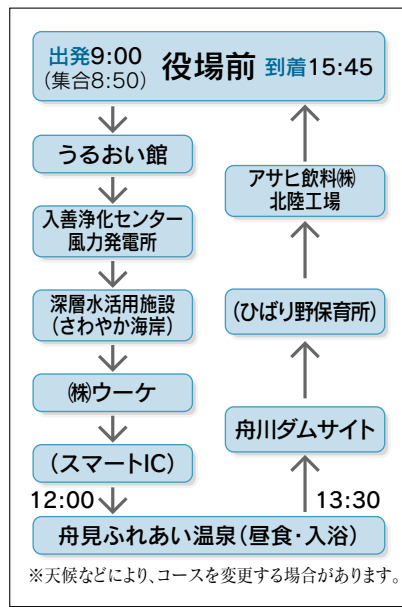 出発9:00
(集合8:50)
役場前
到着15:45
うるおい館
入善浄化センター
風力発電所
深層水活用施設
(さわやか海岸)
㈱ウーケ
(スマートIC)
12:00
舟見ふれあい温泉(昼食・入浴)
13:30
舟川ダムサイト
(ひばり野保育所)
アサヒ飲料㈱
北陸工場
※天候などにより、コースを変更する場合があります。